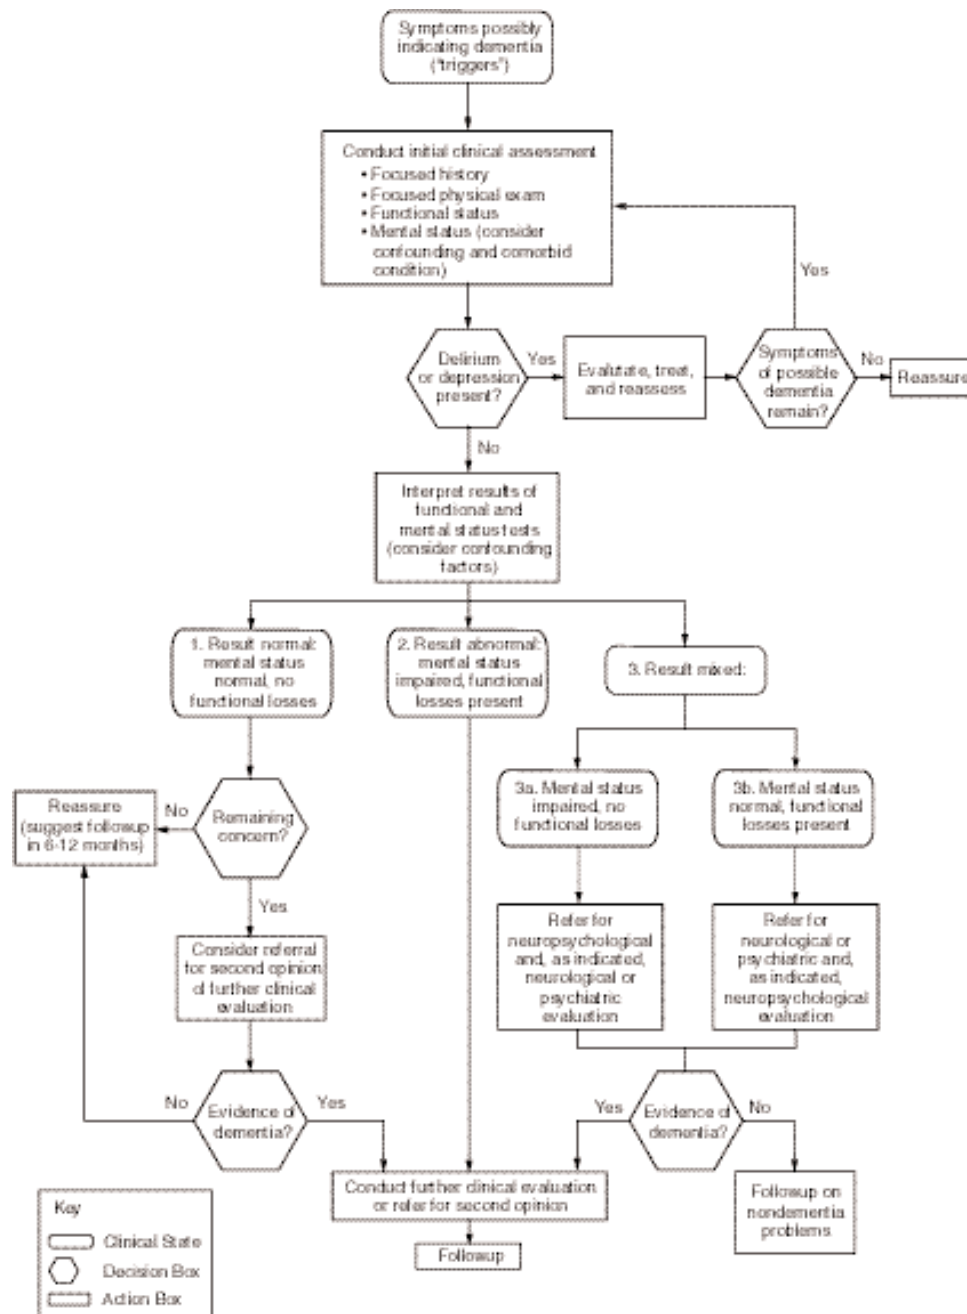 Symptoms possibly
indicating dementia
("triggers")
Conduct initial clinical assessment
• Focused history
• Focused physical exam
• Functional status
• Mental status (consider
confounding and comorbid
condition)
Yes
Delirium
or depression
present?
Yes
Evalutate, treat,
and reassess
Symptoms
of possible
dementia
remain?
No
Reassure
No
Interpret results of
functional and
mental status tests
(consider confounding
factors)
1. Result normal:
mental status
normal, no
functional losses
2. Result abnormal:
mental status
impaired, functional
losses present
3. Result mixed:
3a. Mental status
impaired, no
functional losses
3b. Mental status
normal, functional
losses present
Reassure
(suggest followup
in 6-12 months)
No
Remaining
concern?
Yes
Consider referral
for second opinion
of further clinical
evaluation
Refer for
neuropsychological
and, as indicated,
neurological or
psychiatric
evaluation
Refer for
neurological or
psychiatric and,
as indicated,
neuropsychological
evaluation
No
Evidence of
dementia?
Yes
Yes
Evidence of
dementia?
No
Conduct further clinical evaluation
or refer for second opinion
Followup on
nondementia
problems
Followup
Key
Clinical State
Decision Box
Action Box